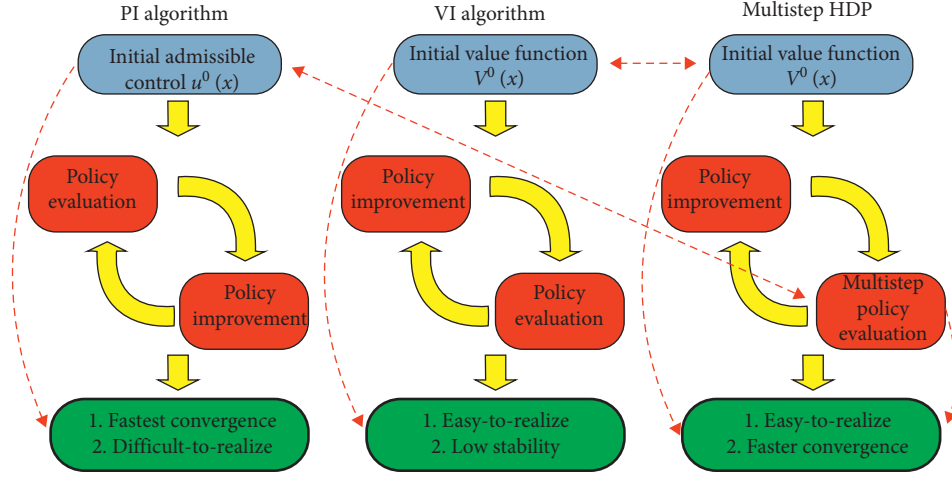 PI algorithm
Initial admissible
control u⁰ (x)
Policy
evaluation
Policy
improvement
1. Fastest convergence
2. Difficult-to-realize
VI algorithm
Initial value function
V⁰ (x)
Policy
improvement
Policy
evaluation
1. Easy-to-realize
2. Low stability
Multistep HDP
Initial value function
V⁰ (x)
Policy
improvement
Multistep
policy
evaluation
1. Easy-to-realize
2. Faster convergence